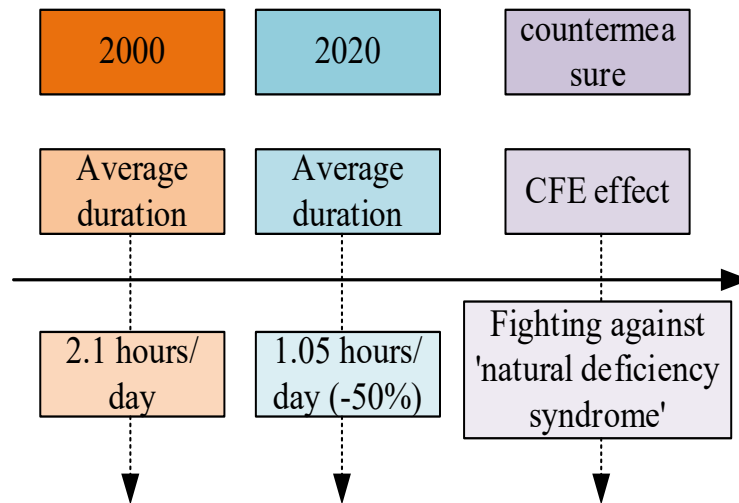 2000
2020
countermea
sure
Average
duration
Average
duration
CFE effect
2.1 hours/
day
1.05 hours/
day (-50%)
Fighting against
'natural deficiency
syndrome'